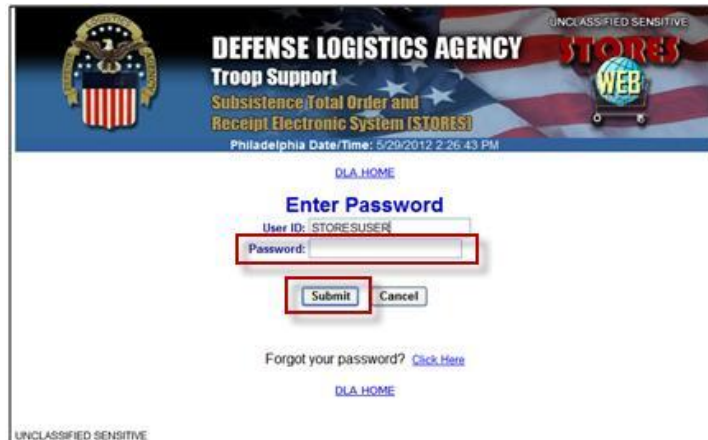 UNCLASSIFIED SENSITIVE
DEFENSE LOGISTICS AGENCY
STORES
WEB
Troop Support
Subsistence Total Order and
Receipt Electronic System (STORES)
Philadelphia Date/Time: 5/29/2012 2:26:43 PM
DLA HOME
Enter Password
User ID: STORESUSER
Password:
Submit Cancel
Forgot your password? Click Here
DLA HOME
UNCLASSIFIED SENSITIVE